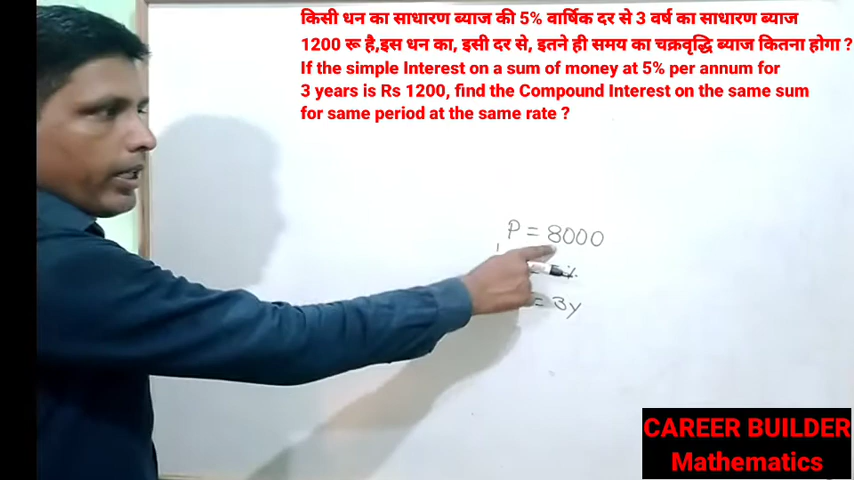 किसी धन का साधारण ब्याज की 5% वार्षिक दर से 3 वर्ष का साधारण ब्याज
1200 रू है,इस धन का, इसी दर से, इतने ही समय का चक्रवृद्धि ब्याज कितना होगा ?
If the simple Interest on a sum of money at 5% per annum for
3 years is Rs 1200, find the Compound Interest on the same sum
for same period at the same rate ?
P = 8000
%
= 3y
CAREER BUILDER
Mathematics